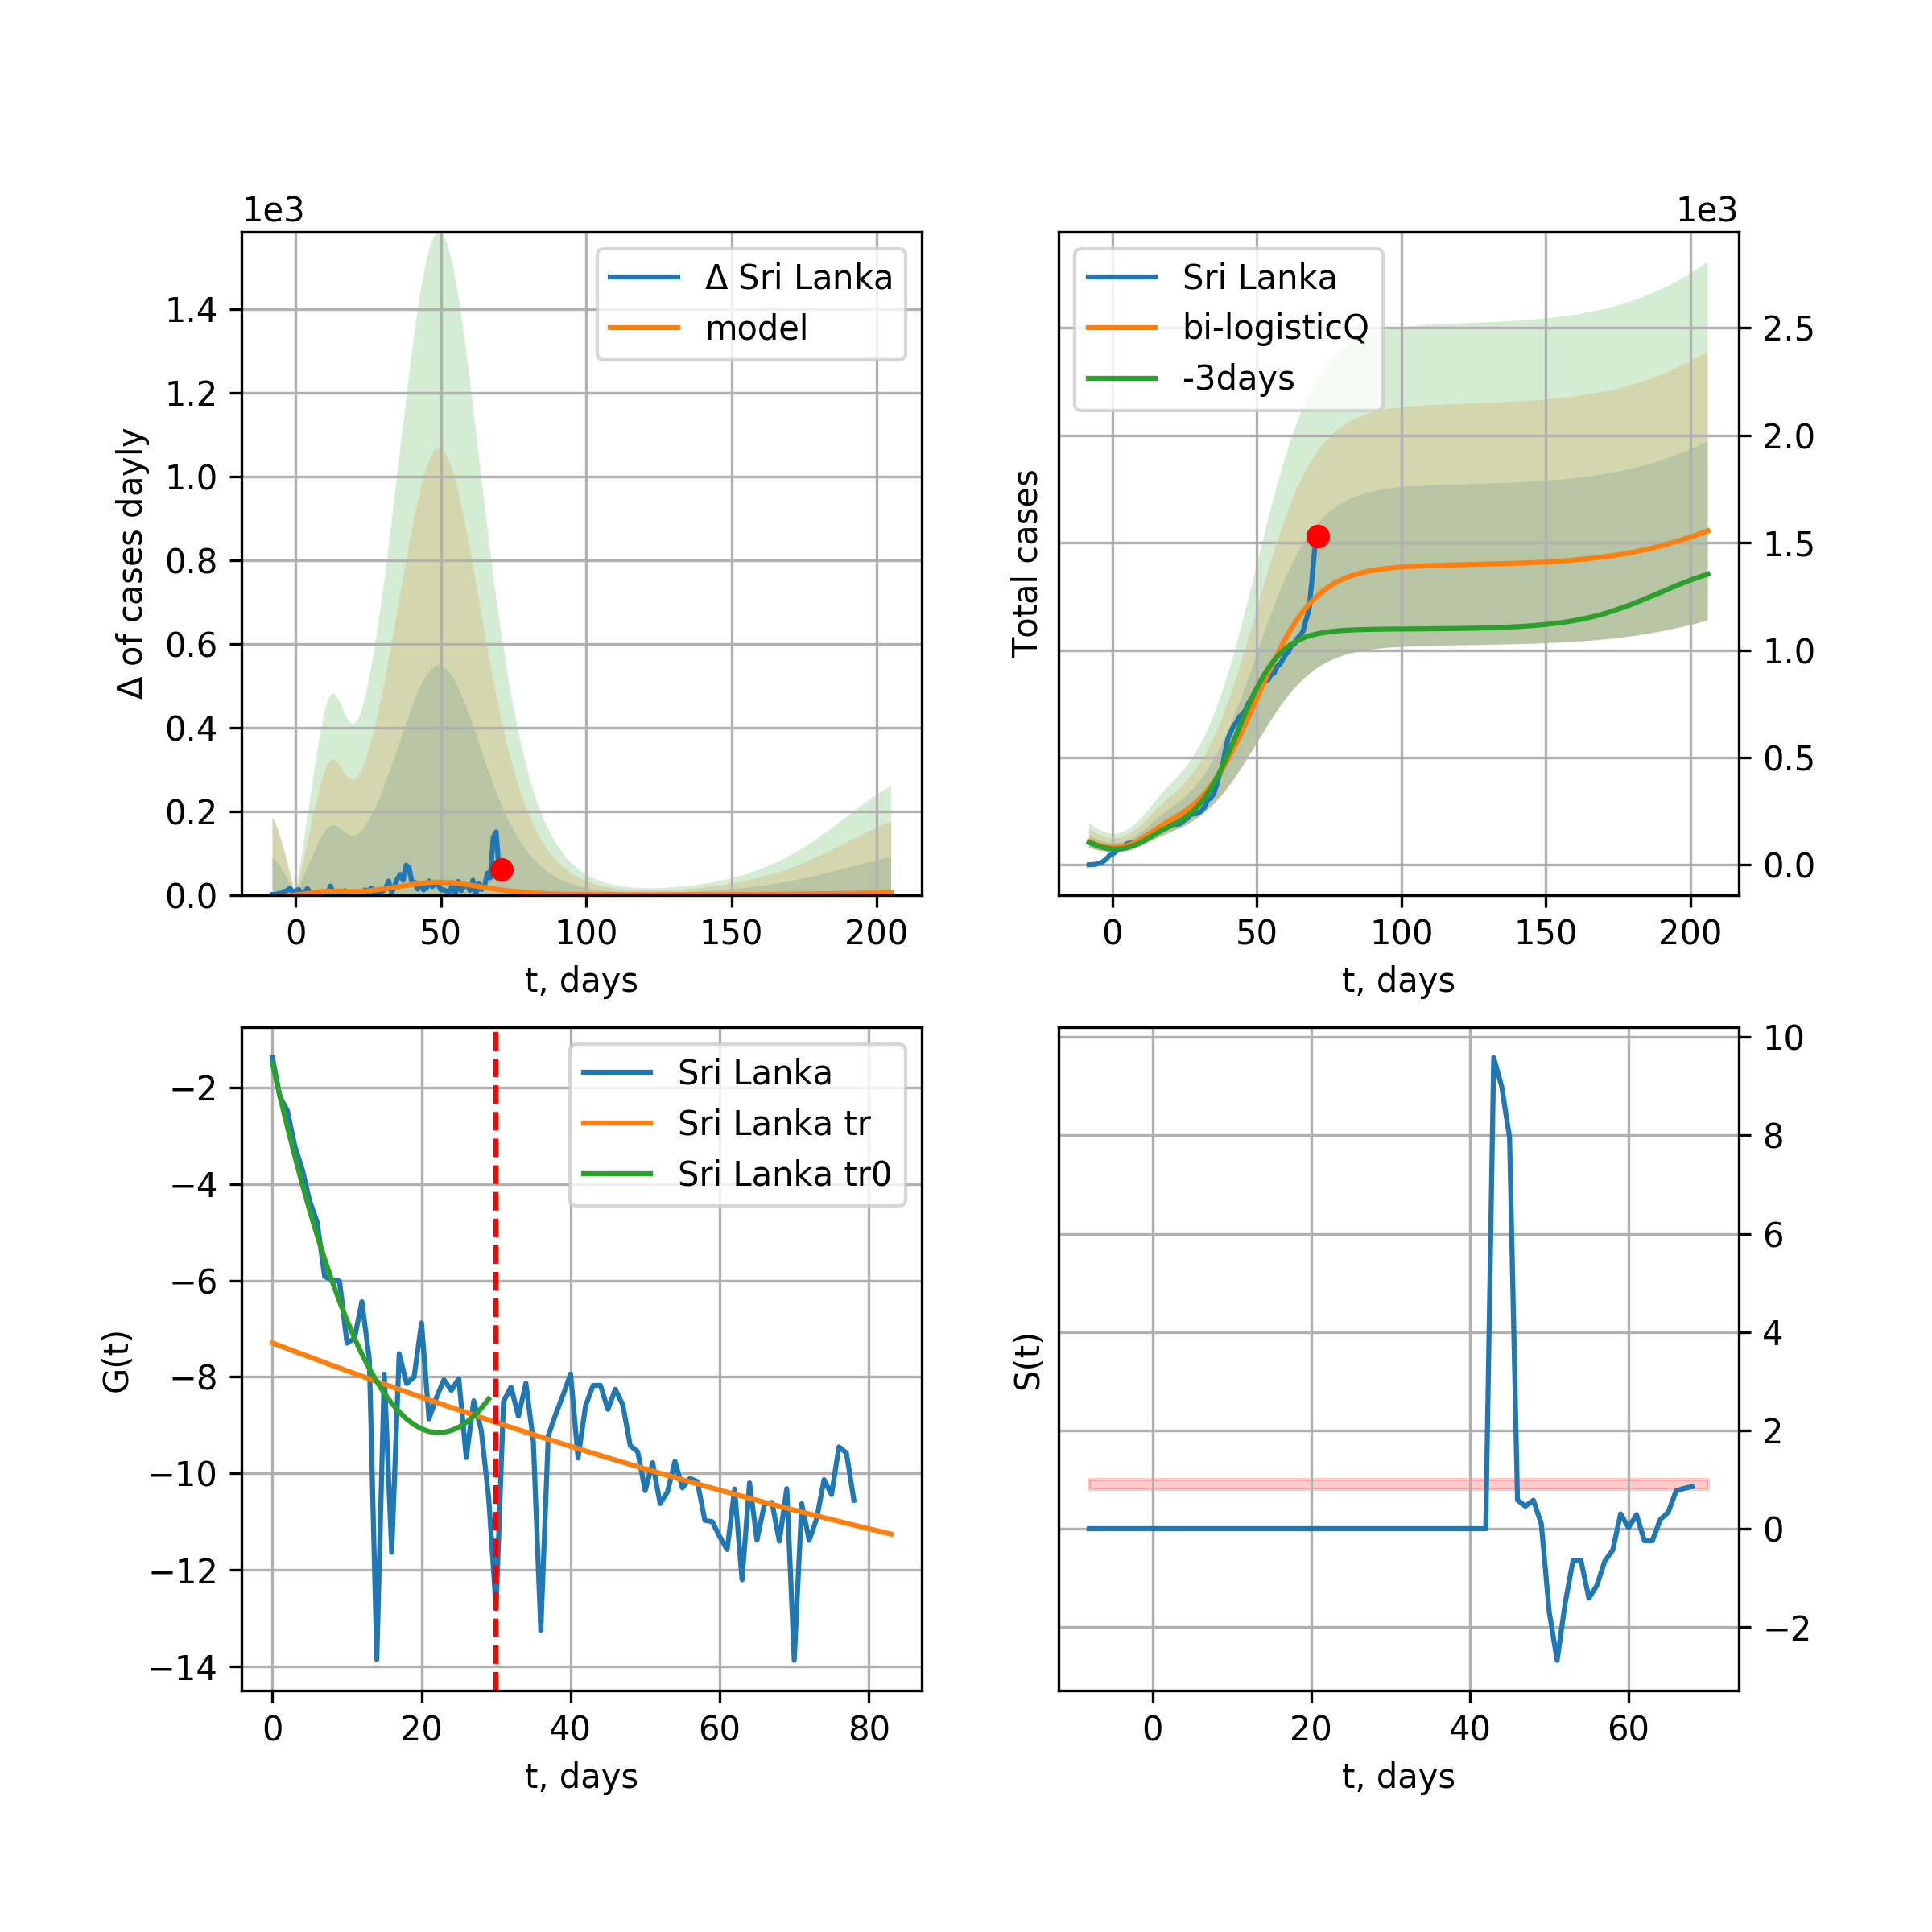 1e3
Δ of cases dayly
1.4
1.2
1.0
0.8
0.6
0.4
0.2
0.0
Δ Sri Lanka
model
0 50 100 150 200
t, days
1e3
Total cases
Sri Lanka
bi-logisticQ
-3days
2.5
2.0
1.5
1.0
0.5
0.0
0 50 100 150 200
t, days
G(t)
−2
−4
−6
−8
−10
−12
−14
Sri Lanka
Sri Lanka tr
Sri Lanka tr0
0 20 40 60 80
t, days
S(t)
10
8
6
4
2
0
−2
0 20 40 60
t, days